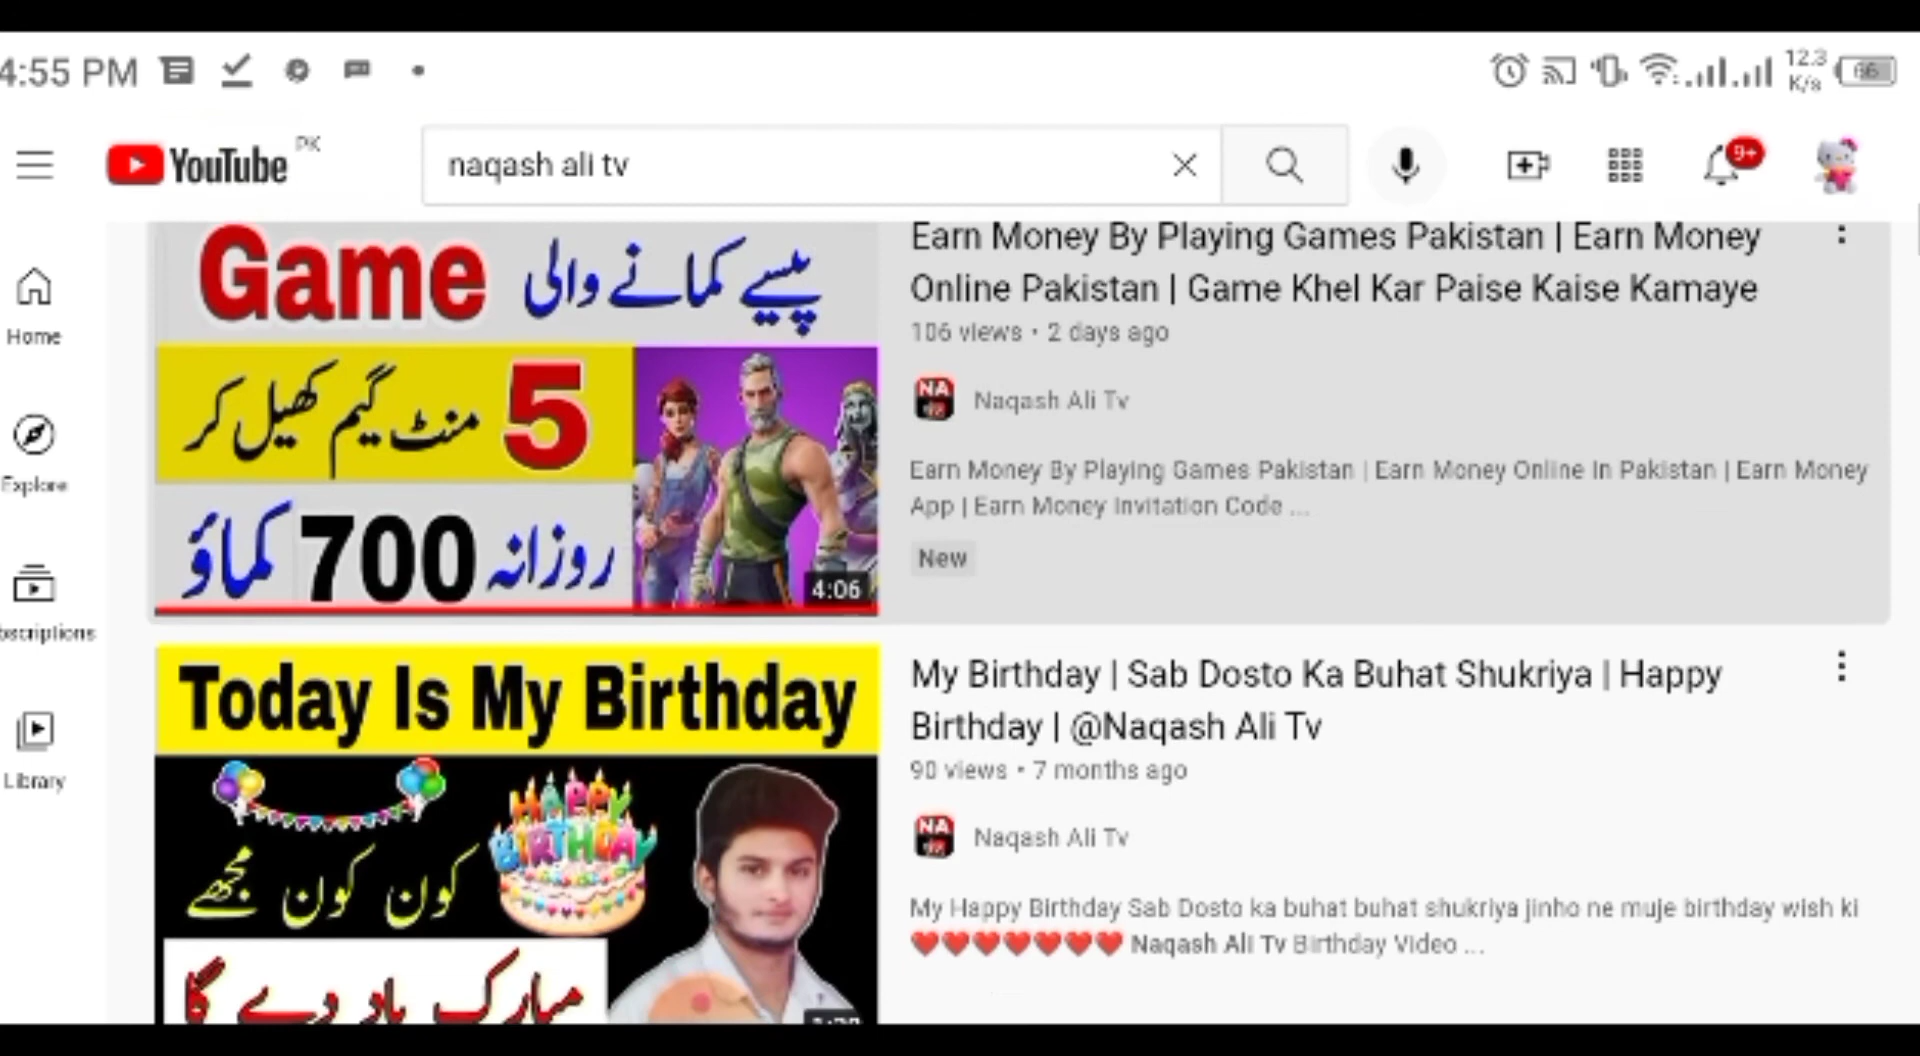 4:55 PM
12.3
K/s
66
YouTube PK
naqash ali tv
9+
Home
Explore
bscriptions
Library
Game پیسے کمانے والی
5 منٹ گیم کھیل کر
روزانہ 700 کماؤ
4:06
Earn Money By Playing Games Pakistan | Earn Money
Online Pakistan | Game Khel Kar Paise Kaise Kamaye
106 views • 2 days ago
NA
Naqash Ali Tv
Earn Money By Playing Games Pakistan | Earn Money Online In Pakistan | Earn Money
App | Earn Money Invitation Code ...
New
Today Is My Birthday
HAPPY
BIRTHDAY
کون کون مجھے
مبارک باد دے گا
My Birthday | Sab Dosto Ka Buhat Shukriya | Happy
Birthday | @Naqash Ali Tv
90 views • 7 months ago
NA
Naqash Ali Tv
My Happy Birthday Sab Dosto ka buhat buhat shukriya jinho ne muje birthday wish ki
❤️❤️❤️❤️❤️❤️❤️ Naqash Ali Tv Birthday Video ...